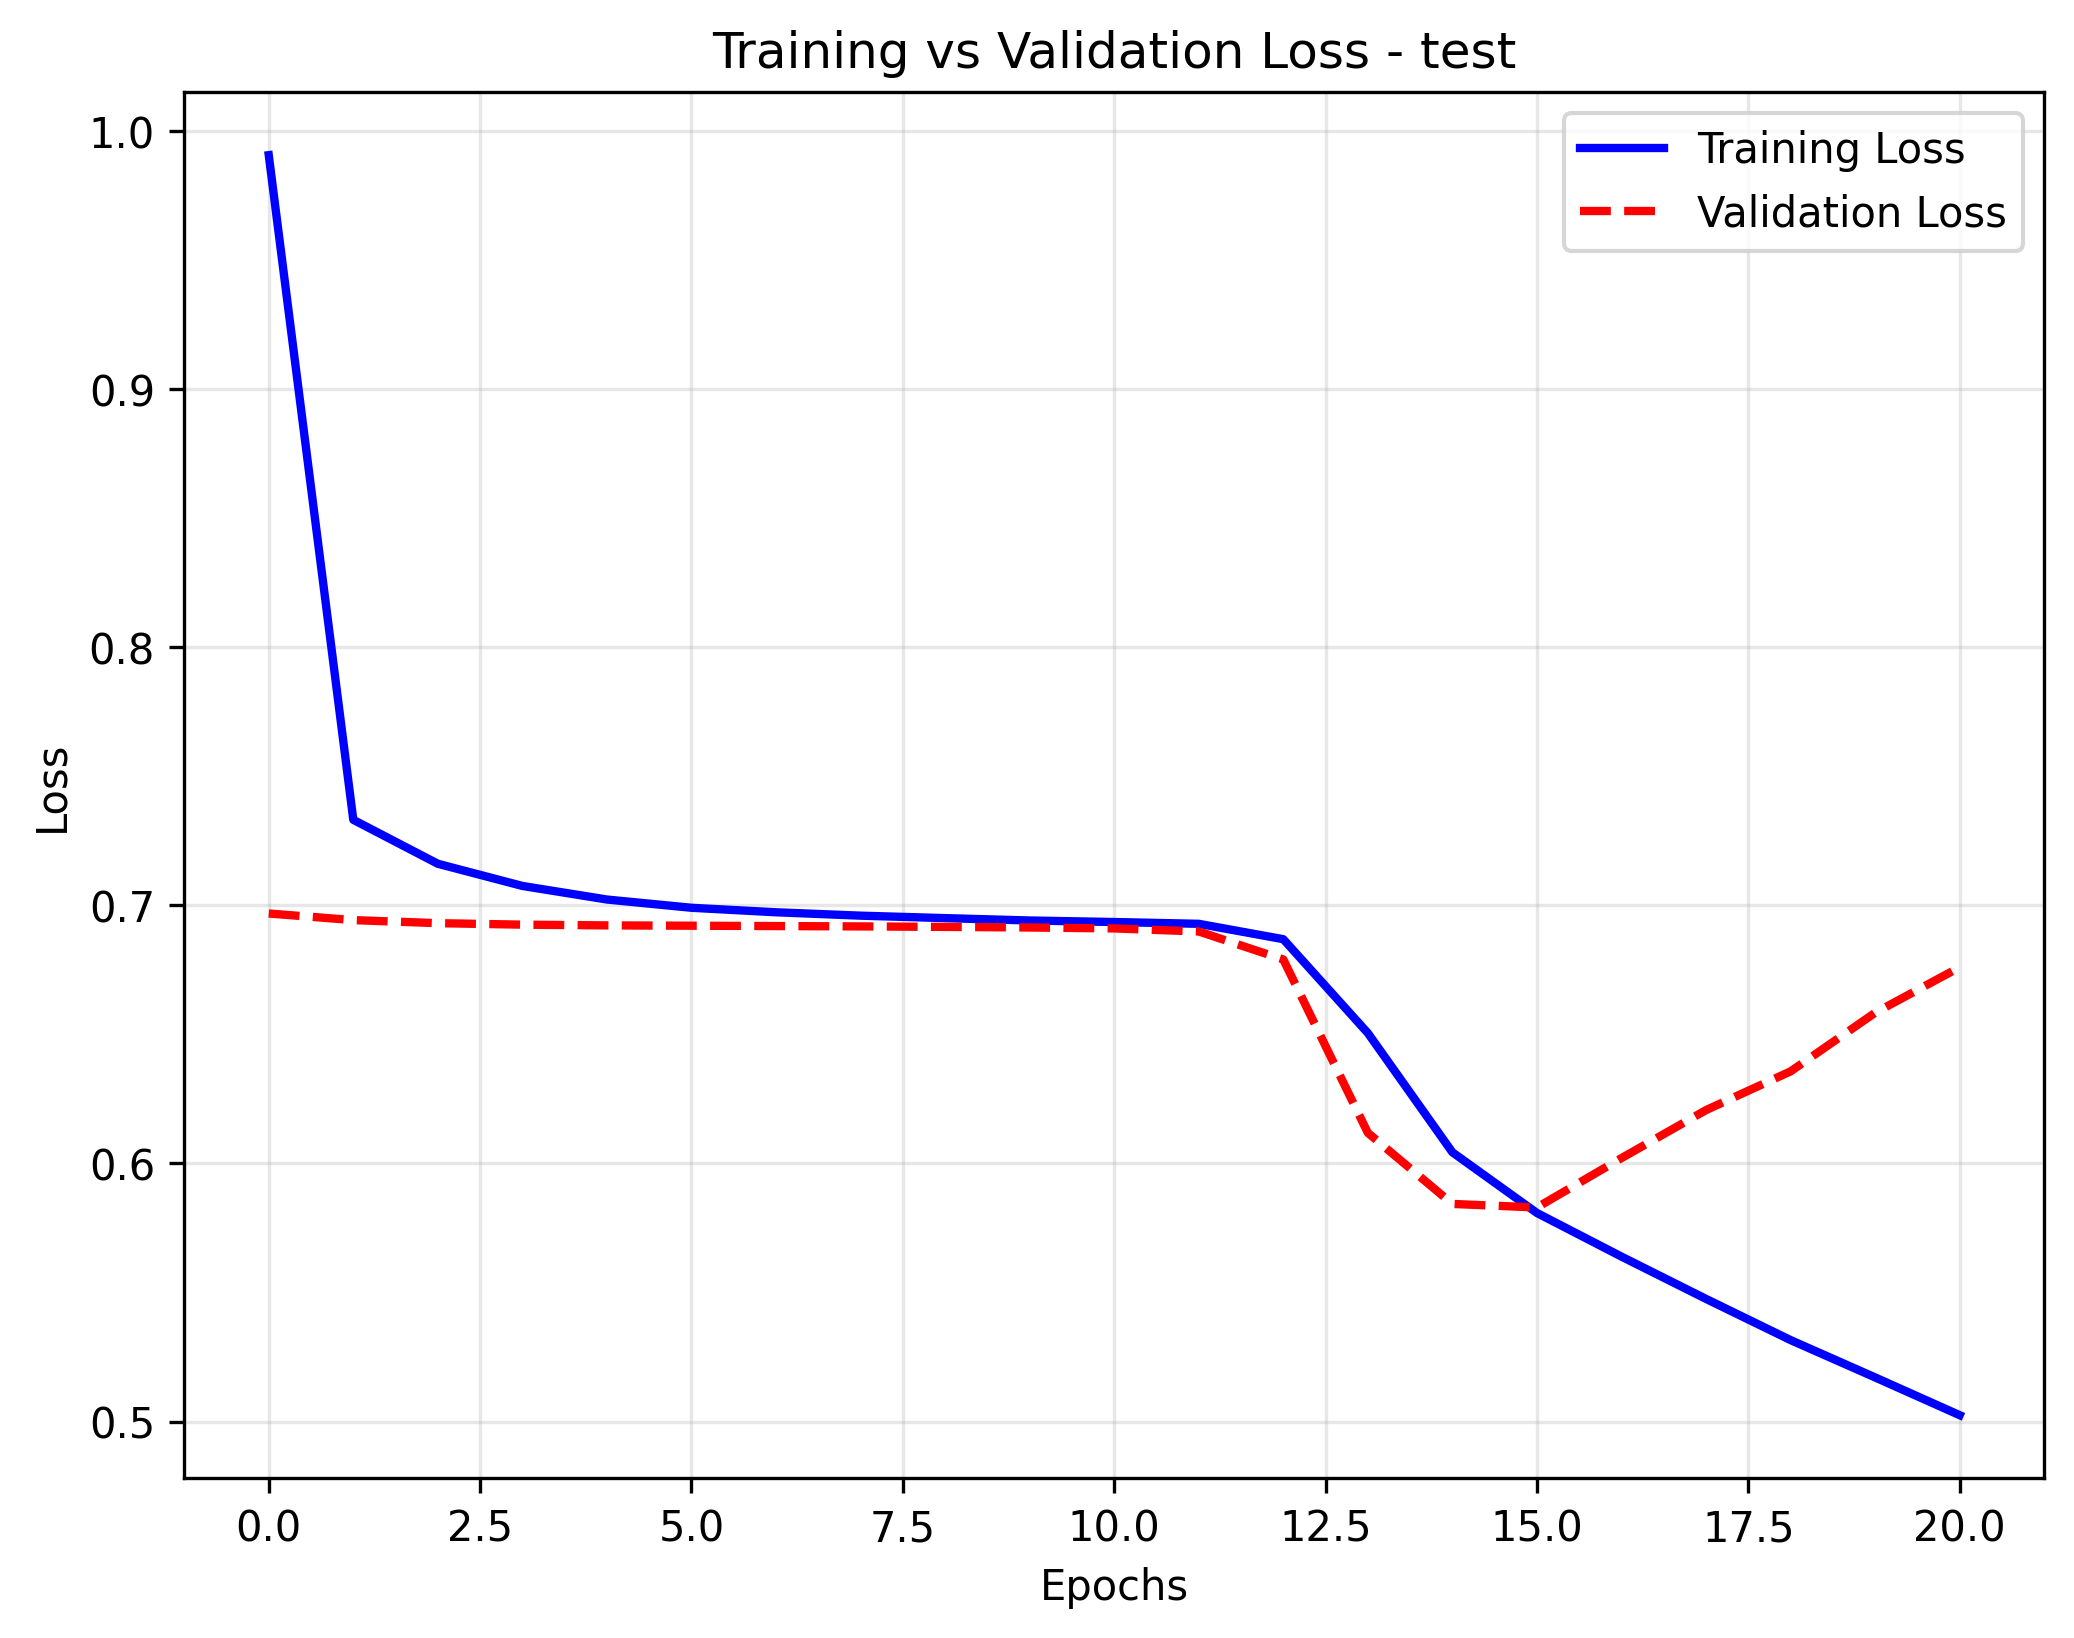 Training vs Validation Loss - test
1.0
0.9
0.8
0.7
0.6
0.5
Loss
Training Loss
Validation Loss
0.0 2.5 5.0 7.5 10.0 12.5 15.0 17.5 20.0
Epochs